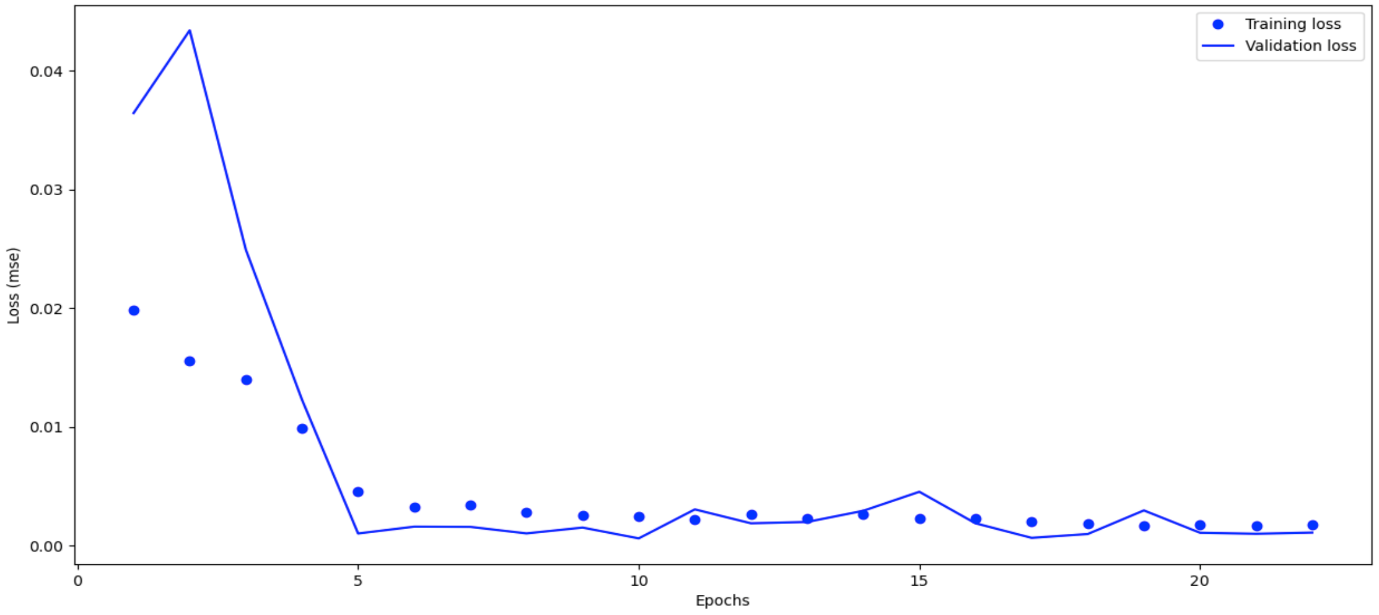 Training loss
Validation loss
0.04
0.03
0.02
0.01
0.00
Loss (mse)
0
5
10
15
20
Epochs